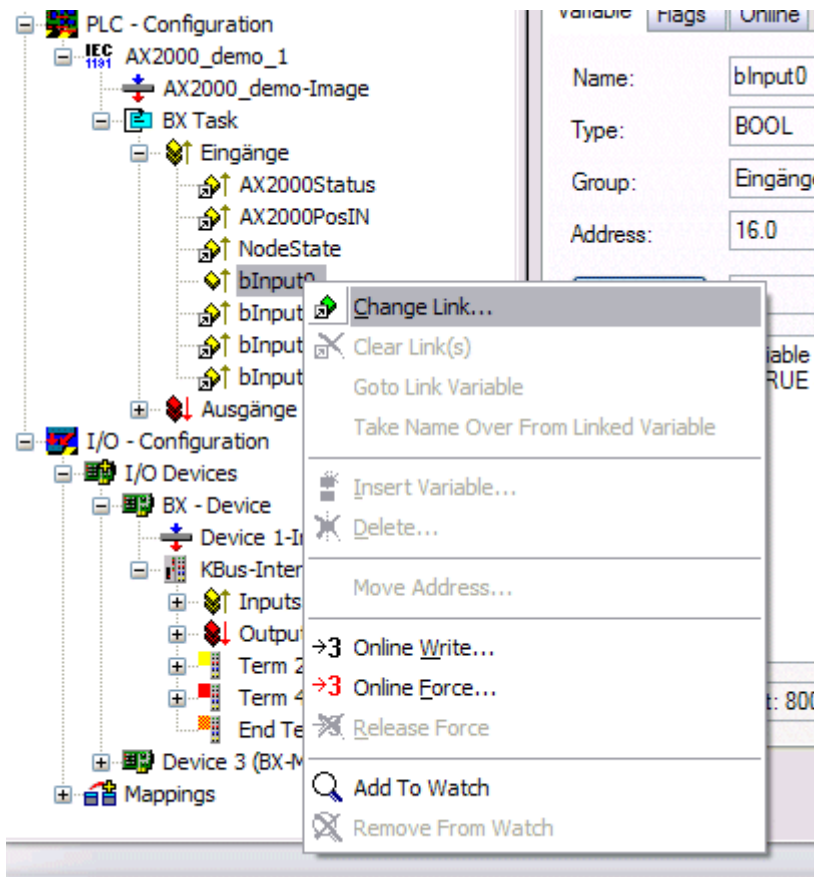 PLC - Configuration
IEC
1131
AX2000_demo_1
AX2000_demo-Image
BX Task
Eingänge
AX2000Status
AX2000PosIN
NodeState
bInput0
bInput
bInput
bInput
Ausgänge
I/O - Configuration
I/O Devices
BX - Device
Device 1-I
KBus-Inter
Inputs
Outpu
Term 2
Term 4
End Te
Device 3 (BX-M
Mappings
Variable Flags Online
Name: bInput0
Type: BOOL
Group: Eingänge
Address: 16.0
iable
RUE
t: 800
Change Link...
Clear Link(s)
Goto Link Variable
Take Name Over From Linked Variable
Insert Variable...
Delete...
Move Address...
→3 Online Write...
→3 Online Force...
Release Force
Add To Watch
Remove From Watch